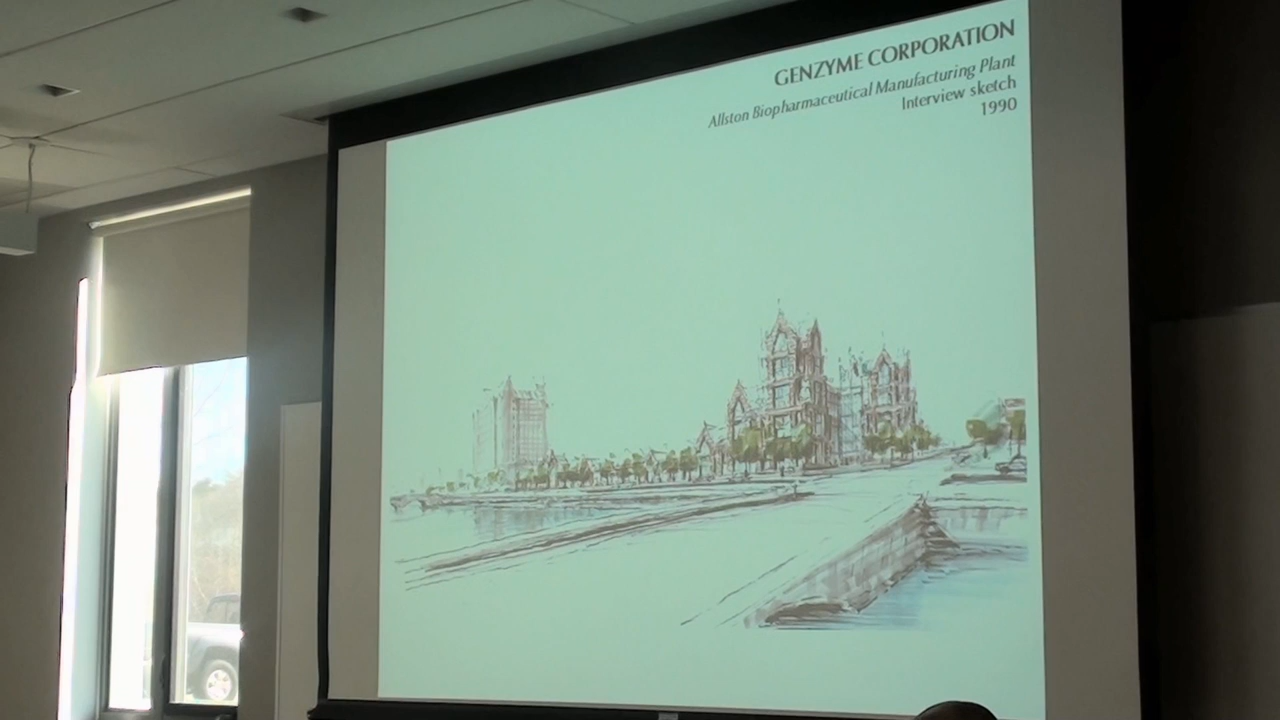 GENZYME CORPORATION
Allston Biopharmaceutical Manufacturing Plant
Interview sketch
1990